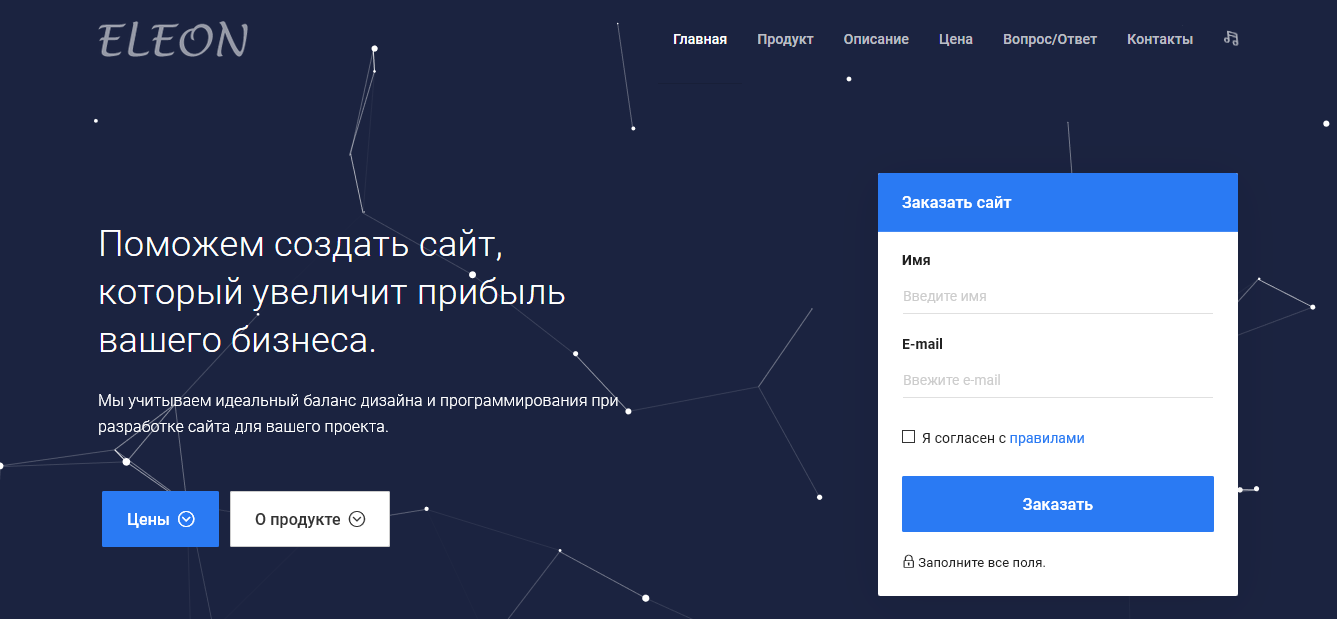 ELEON
Главная Продукт Описание Цена Вопрос/Ответ Контакты
Поможем создать сайт,
который увеличит прибыль
вашего бизнеса.
Мы учитываем идеальный баланс дизайна и программирования при
разработке сайта для вашего проекта.
Цены
О продукте
Заказать сайт
Имя
Введите имя
E-mail
Ввежите e-mail
Я согласен с правилами
Заказать
Заполните все поля.